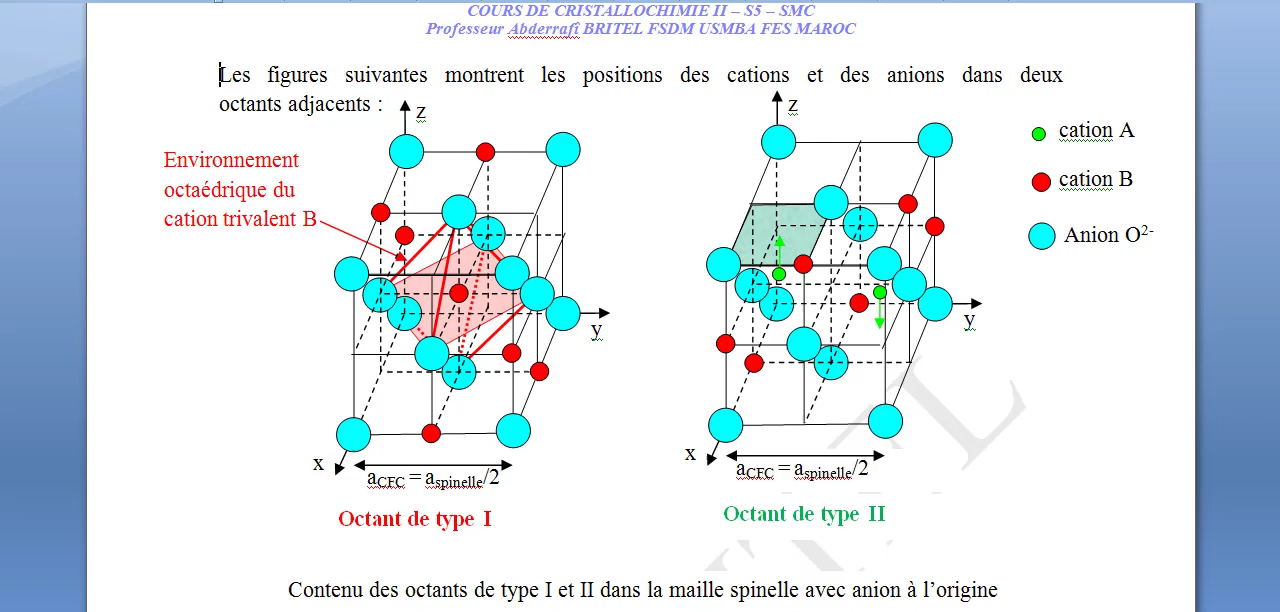 COURS DE CRISTALLOCHIMIE II – S5 – SMC
Professeur Abderrafi BRITEL FSDM USMBA FES MAROC
Les figures suivantes montrent les positions des cations et des anions dans deux
octants adjacents :
z
z
Environnement
octaédrique du
cation trivalent B
cation A
cation B
Anion O²⁻
y
y
x
x
aCFC = aspinelle/2
aCFC = aspinelle/2
Octant de type I
Octant de type II
Contenu des octants de type I et II dans la maille spinelle avec anion à l’origine